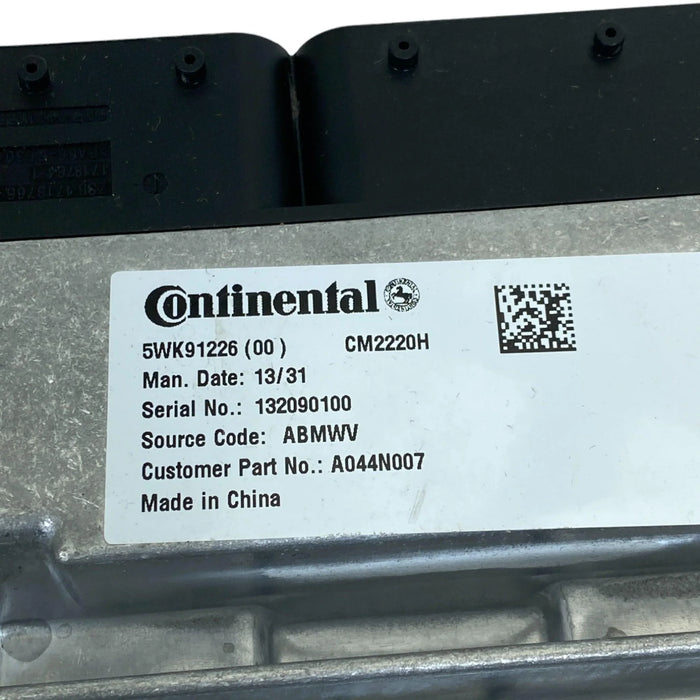 Continental
5WK91226 (00 ) CM2220H
Man. Date: 13/31
Serial No.: 132090100
Source Code: ABMWV
Customer Part No.: A044N007
Made in China